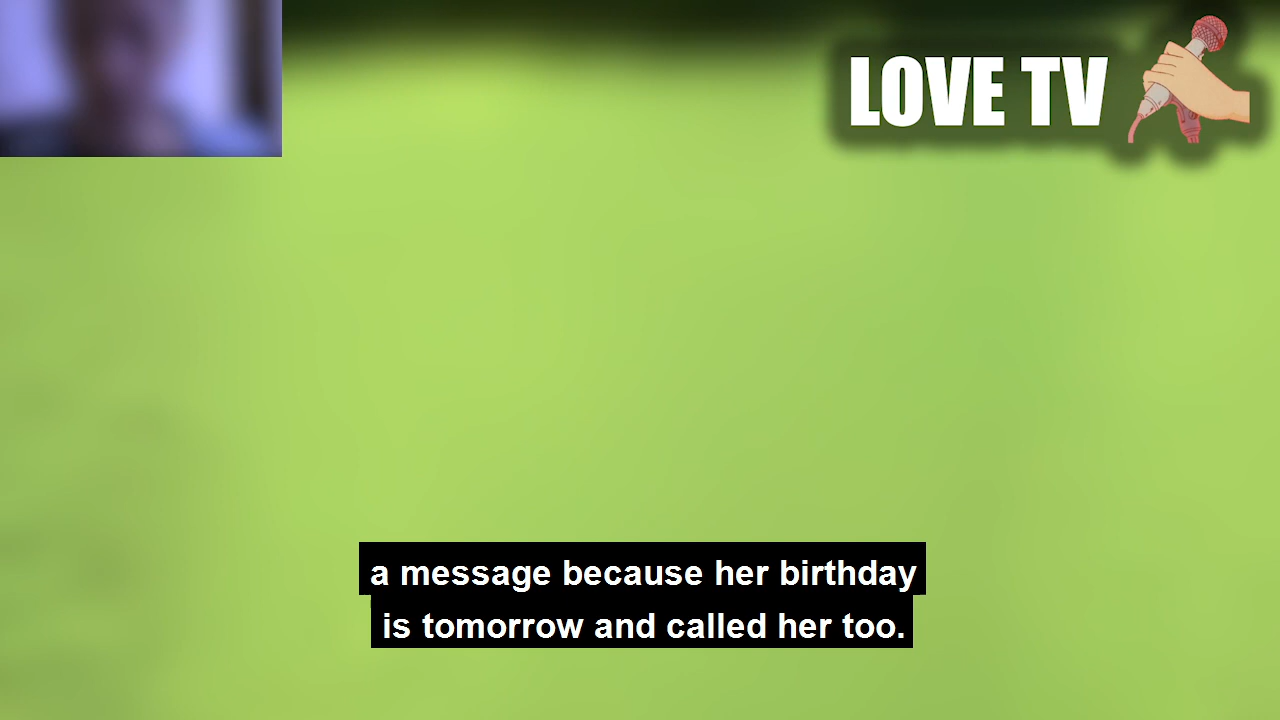 LOVE TV
a message because her birthday
is tomorrow and called her too.